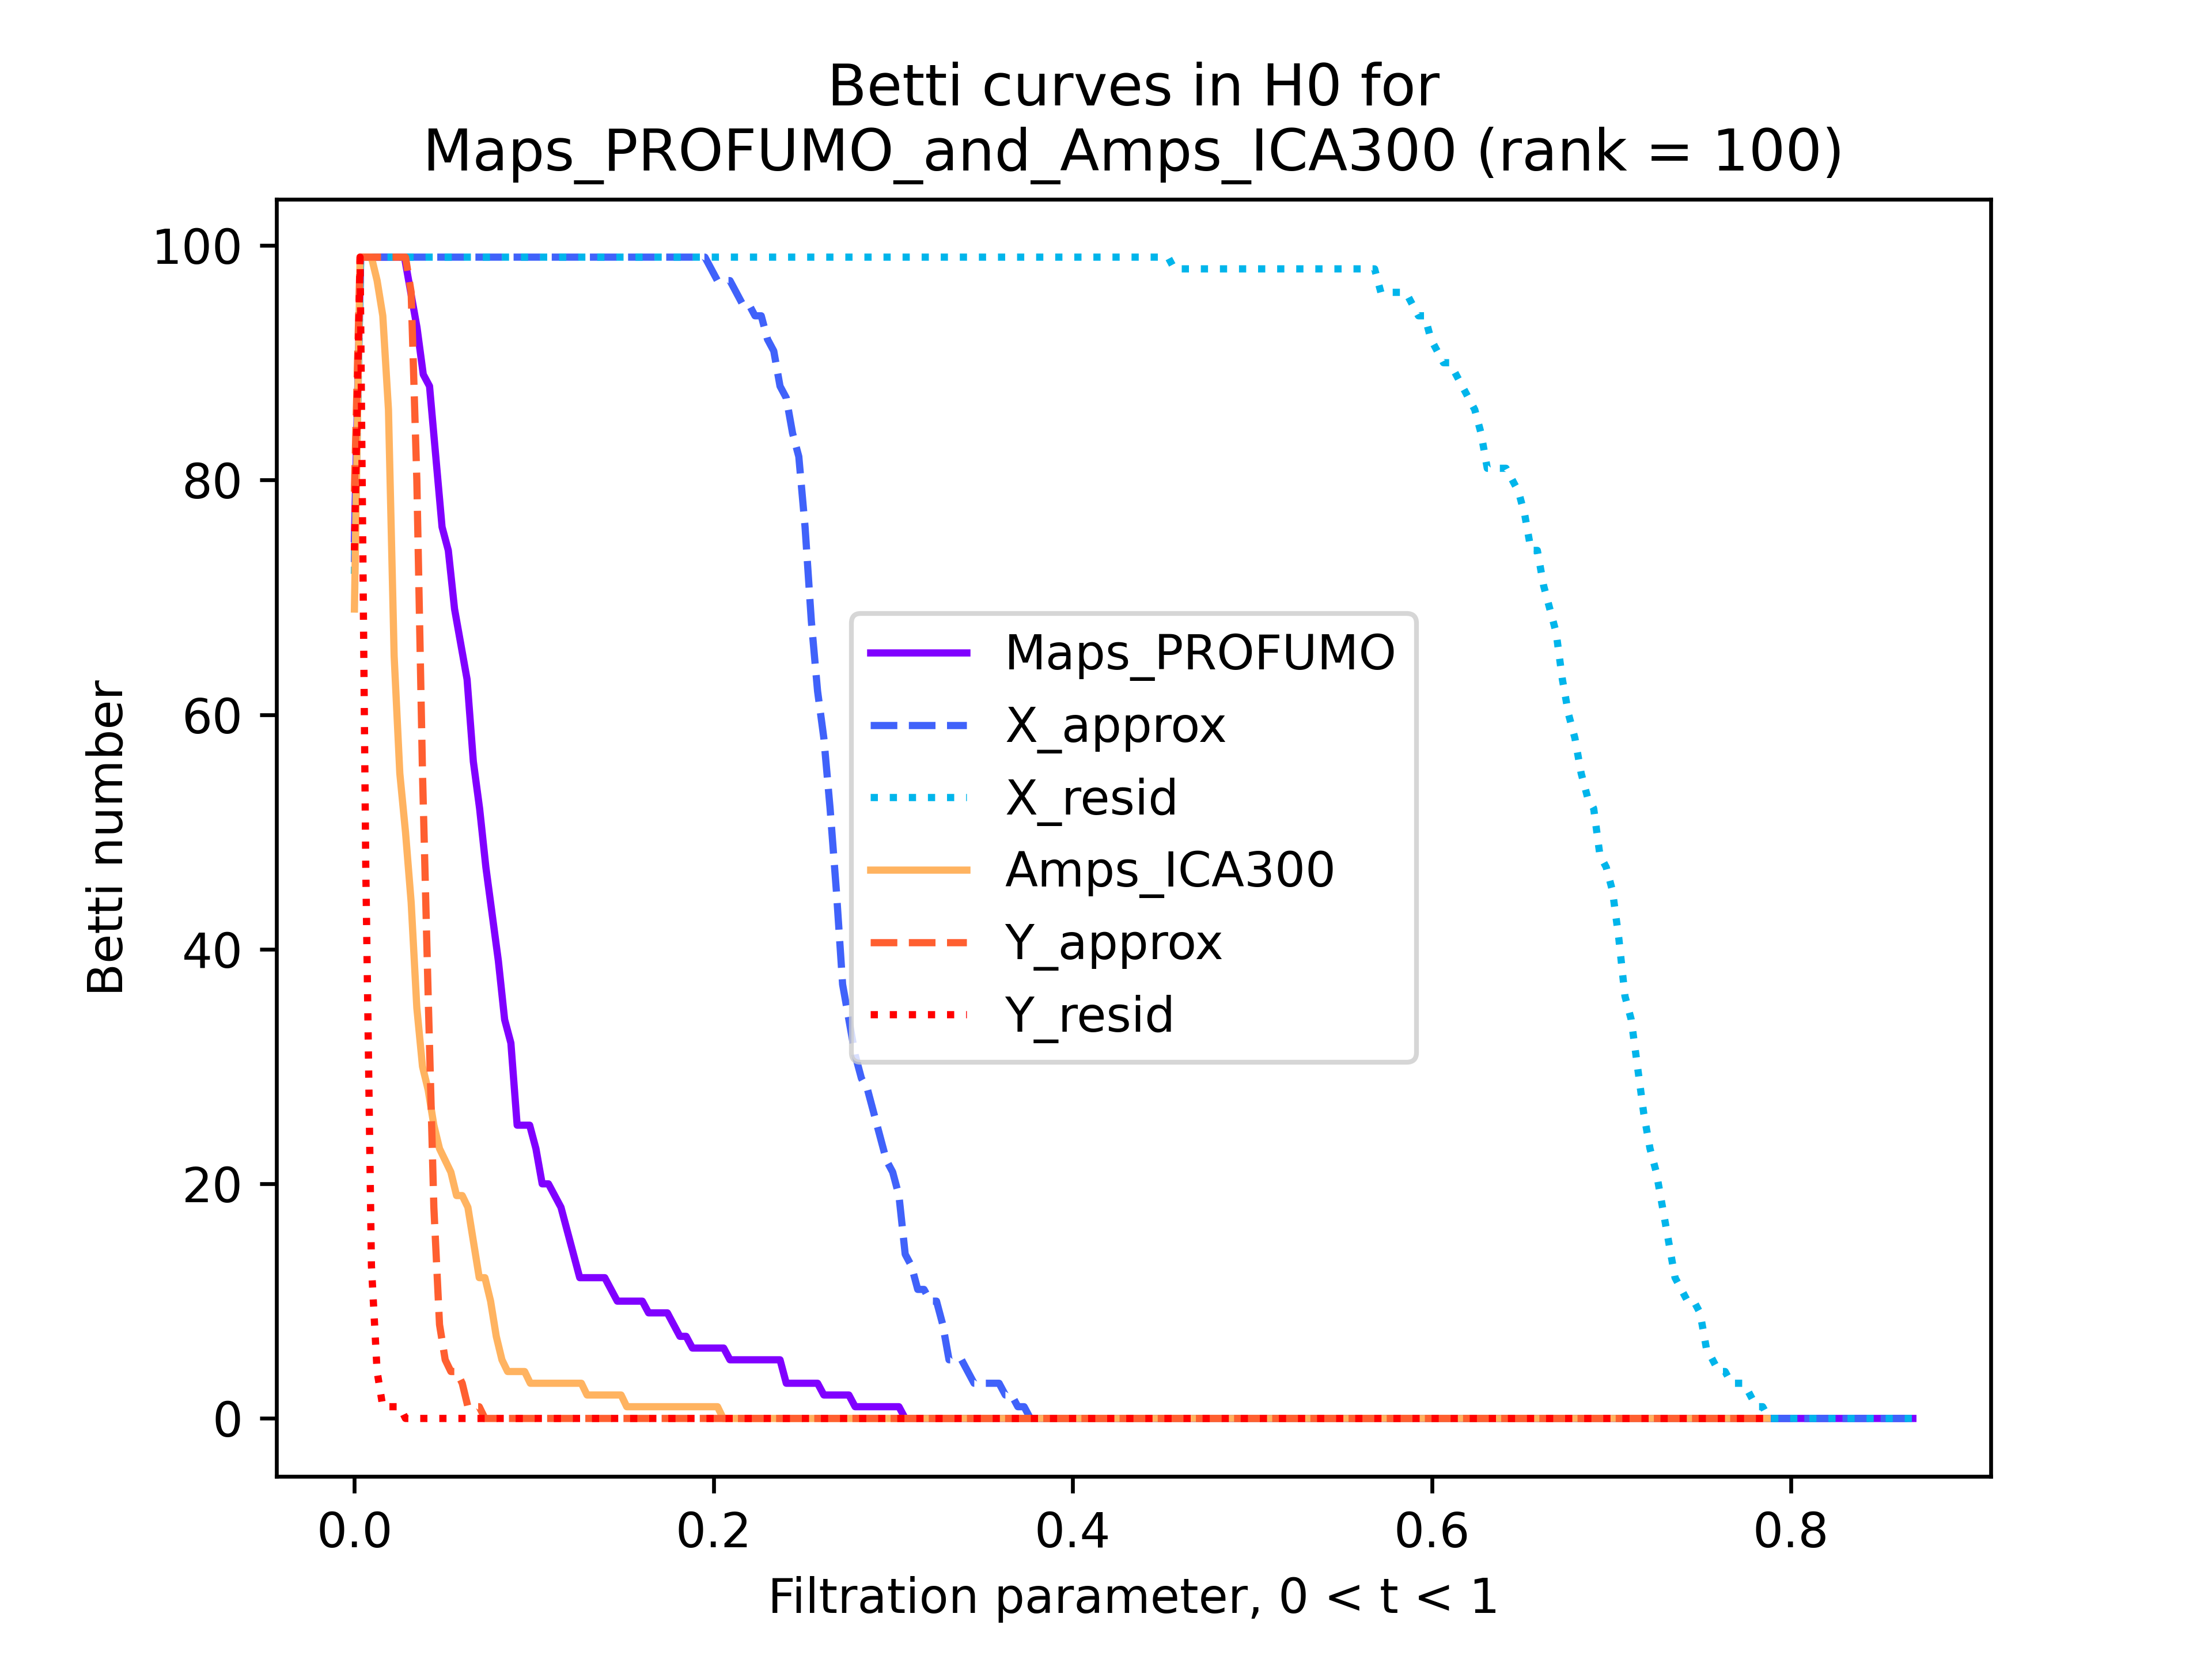 Betti curves in H0 for
Maps_PROFUMO_and_Amps_ICA300 (rank = 100)
Betti number
100
80
60
40
20
0
Maps_PROFUMO
X_approx
X_resid
Amps_ICA300
Y_approx
Y_resid
0.0 0.2 0.4 0.6 0.8
Filtration parameter, 0 < t < 1